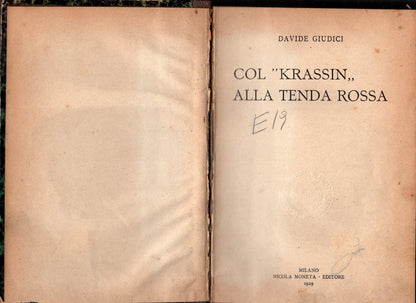 DAVIDE GIUDICI
COL "KRASSIN„
ALLA TENDA ROSSA
E19
MILANO
NICOLA MONETA - EDITORE
1929